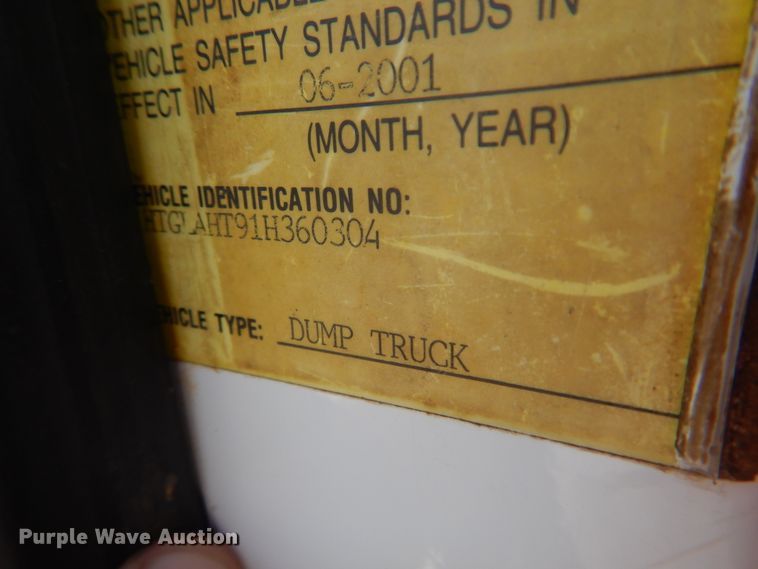 OTHER APPLICABLE
VEHICLE SAFETY STANDARDS IN
EFFECT IN 06-2001
(MONTH, YEAR)
VEHICLE IDENTIFICATION NO:
VEHICLE TYPE: DUMP TRUCK
Purple Wave Auction